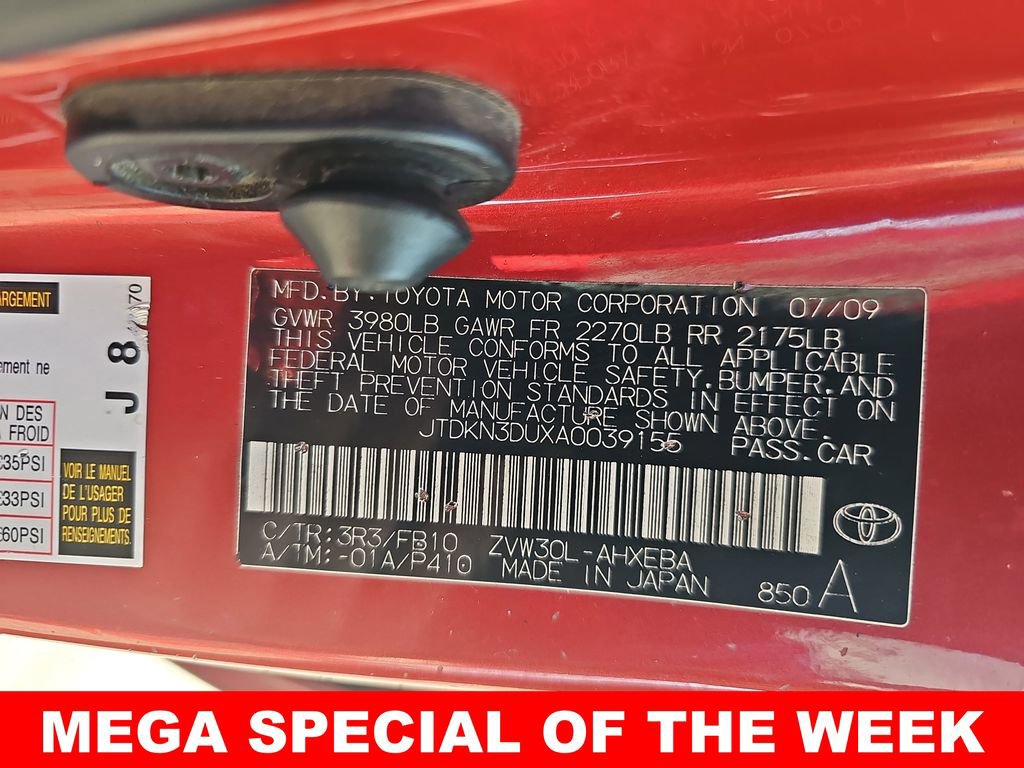 ARGEMENT
ement ne
N DES
FROID
35PSI
33PSI
60PSI
VOIR LE MANUEL
DE L'USAGER
POUR PLUS DE
RENSEIGNEMENTS.
70
J 8
MFD. BY: TOYOTA MOTOR CORPORATION 07/09
GVWR 3980LB GAWR FR 2270LB RR 2175LB
THIS VEHICLE CONFORMS TO ALL APPLICABLE
FEDERAL MOTOR VEHICLE SAFETY, BUMPER, AND
THEFT PREVENTION STANDARDS IN EFFECT ON
THE DATE OF MANUFACTURE SHOWN ABOVE.
JTDKN3DUXA0039155 PASS. CAR
C/TR:3R3/FB10 ZVW30L-AHXEBA
A/TM:-01A/P410 MADE IN JAPAN
850 A
MEGA SPECIAL OF THE WEEK